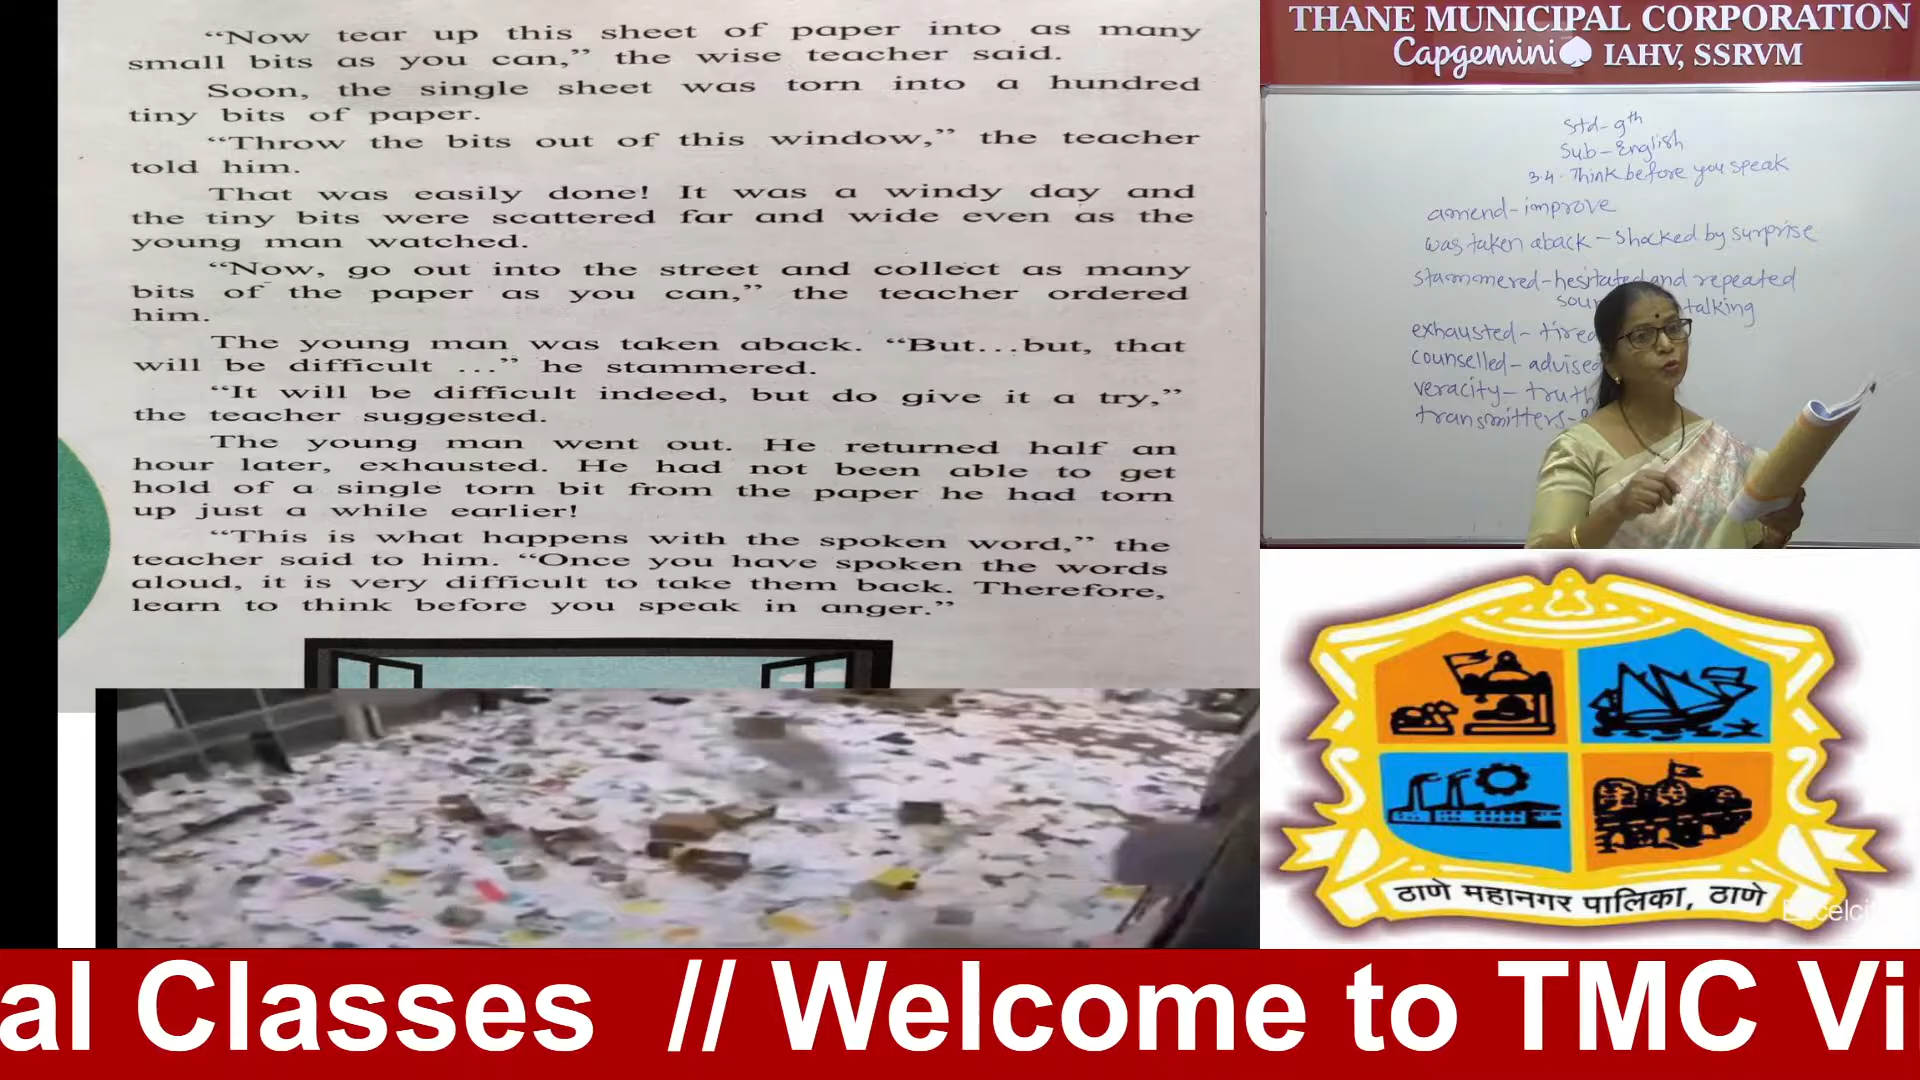 “Now tear up this sheet of paper into as many
small bits as you can,” the wise teacher said.
Soon, the single sheet was torn into a hundred
tiny bits of paper.
“Throw the bits out of this window,” the teacher
told him.
That was easily done! It was a windy day and
the tiny bits were scattered far and wide even as the
young man watched.
“Now, go out into the street and collect as many
bits of the paper as you can,” the teacher ordered
him.
The young man was taken aback. “But...but, that
will be difficult ...” he stammered.
“It will be difficult indeed, but do give it a try,”
the teacher suggested.
The young man went out. He returned half an
hour later, exhausted. He had not been able to get
hold of a single torn bit from the paper he had torn
up just a while earlier!
“This is what happens with the spoken word,” the
teacher said to him. “Once you have spoken the words
aloud, it is very difficult to take them back. Therefore,
learn to think before you speak in anger.”
THANE MUNICIPAL CORPORATION
Capgemini IAHV, SSRVM
Std-9th
Sub-English
3.4. Think before you speak
amend-improve
was taken aback-shocked by surprise
stammered-hesitated and repeated
talking
exhausted-tired
counselled-advised
veracity-truth
transmitters-
ठाणे महानगर पालिका, ठाणे
al Classes // Welcome to TMC Vi